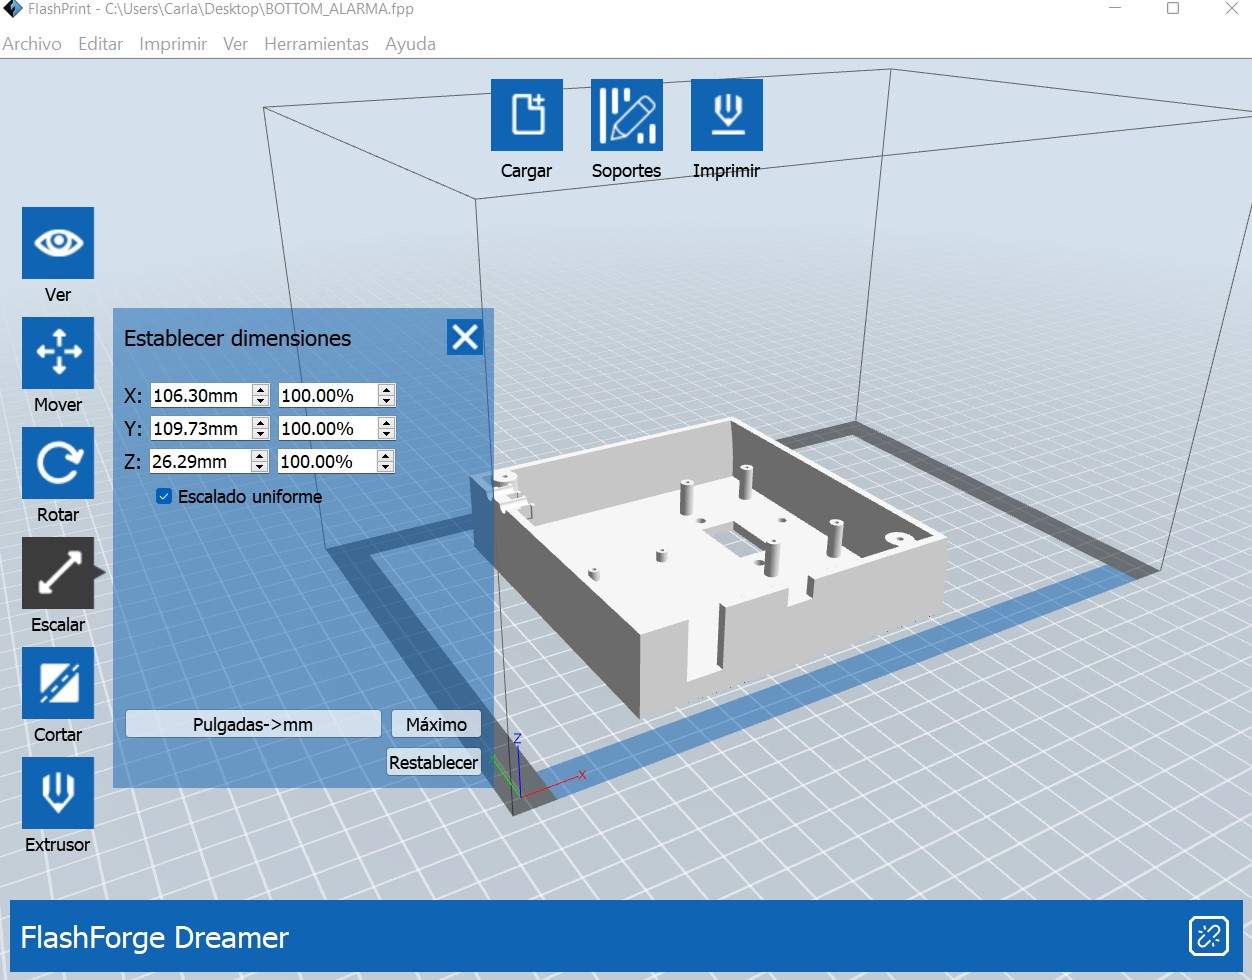 FlashPrint - C:\Users\Carla\Desktop\BOTTOM_ALARMA.fpp
Archivo Editar Imprimir Ver Herramientas Ayuda
Cargar Soportes Imprimir
Ver
Mover
Rotar
Escalar
Cortar
Extrusor
Establecer dimensiones
X: 106.30mm 100.00%
Y: 109.73mm 100.00%
Z: 26.29mm 100.00%
Escalado uniforme
Pulgadas->mm Máximo
Restablecer
Z
X
FlashForge Dreamer